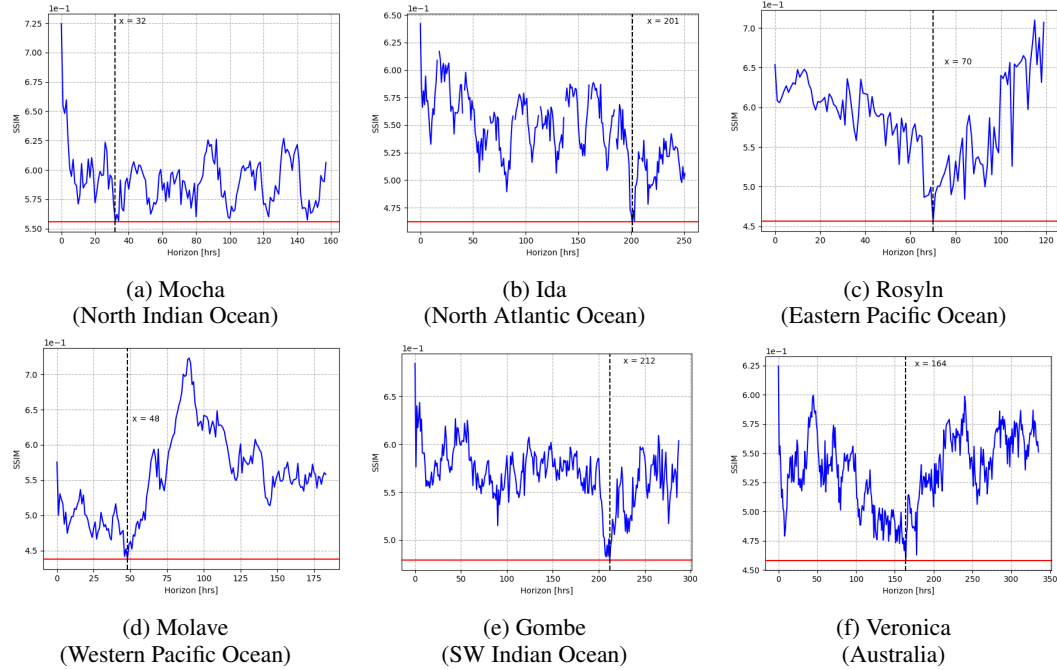 1e−1
x = 32
7.25
7.00
6.75
6.50
6.25
6.00
5.75
5.50
SSIM
0 20 40 60 80 100 120 140 160
Horizon [hrs]
(a) Mocha
(North Indian Ocean)
1e−1
x = 201
6.50
6.25
6.00
5.75
5.50
5.25
5.00
4.75
SSIM
0 50 100 150 200 250
Horizon [hrs]
(b) Ida
(North Atlantic Ocean)
1e−1
x = 70
7.0
6.5
6.0
5.5
5.0
4.5
SSIM
0 20 40 60 80 100 120
Horizon [hrs]
(c) Rosyln
(Eastern Pacific Ocean)
1e−1
x = 48
7.0
6.5
6.0
5.5
5.0
4.5
SSIM
0 25 50 75 100 125 150 175
Horizon [hrs]
(d) Molave
(Western Pacific Ocean)
1e−1
x = 212
6.5
6.0
5.5
5.0
SSIM
0 50 100 150 200 250 300
Horizon [hrs]
(e) Gombe
(SW Indian Ocean)
1e−1
x = 164
6.25
6.00
5.75
5.50
5.25
5.00
4.75
4.50
SSIM
0 50 100 150 200 250 300 350
Horizon [hrs]
(f) Veronica
(Australia)